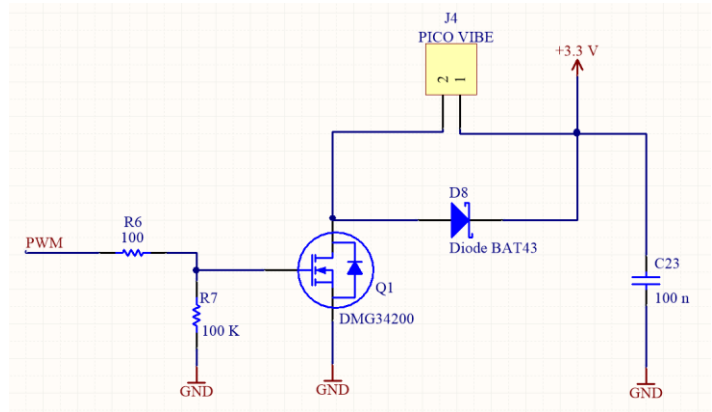 J4
PICO VIBE
2 1
+3.3 V
D8
Diode BAT43
R6
100
PWM
R7
100 K
Q1
DMG34200
C23
100 n
GND
GND
GND